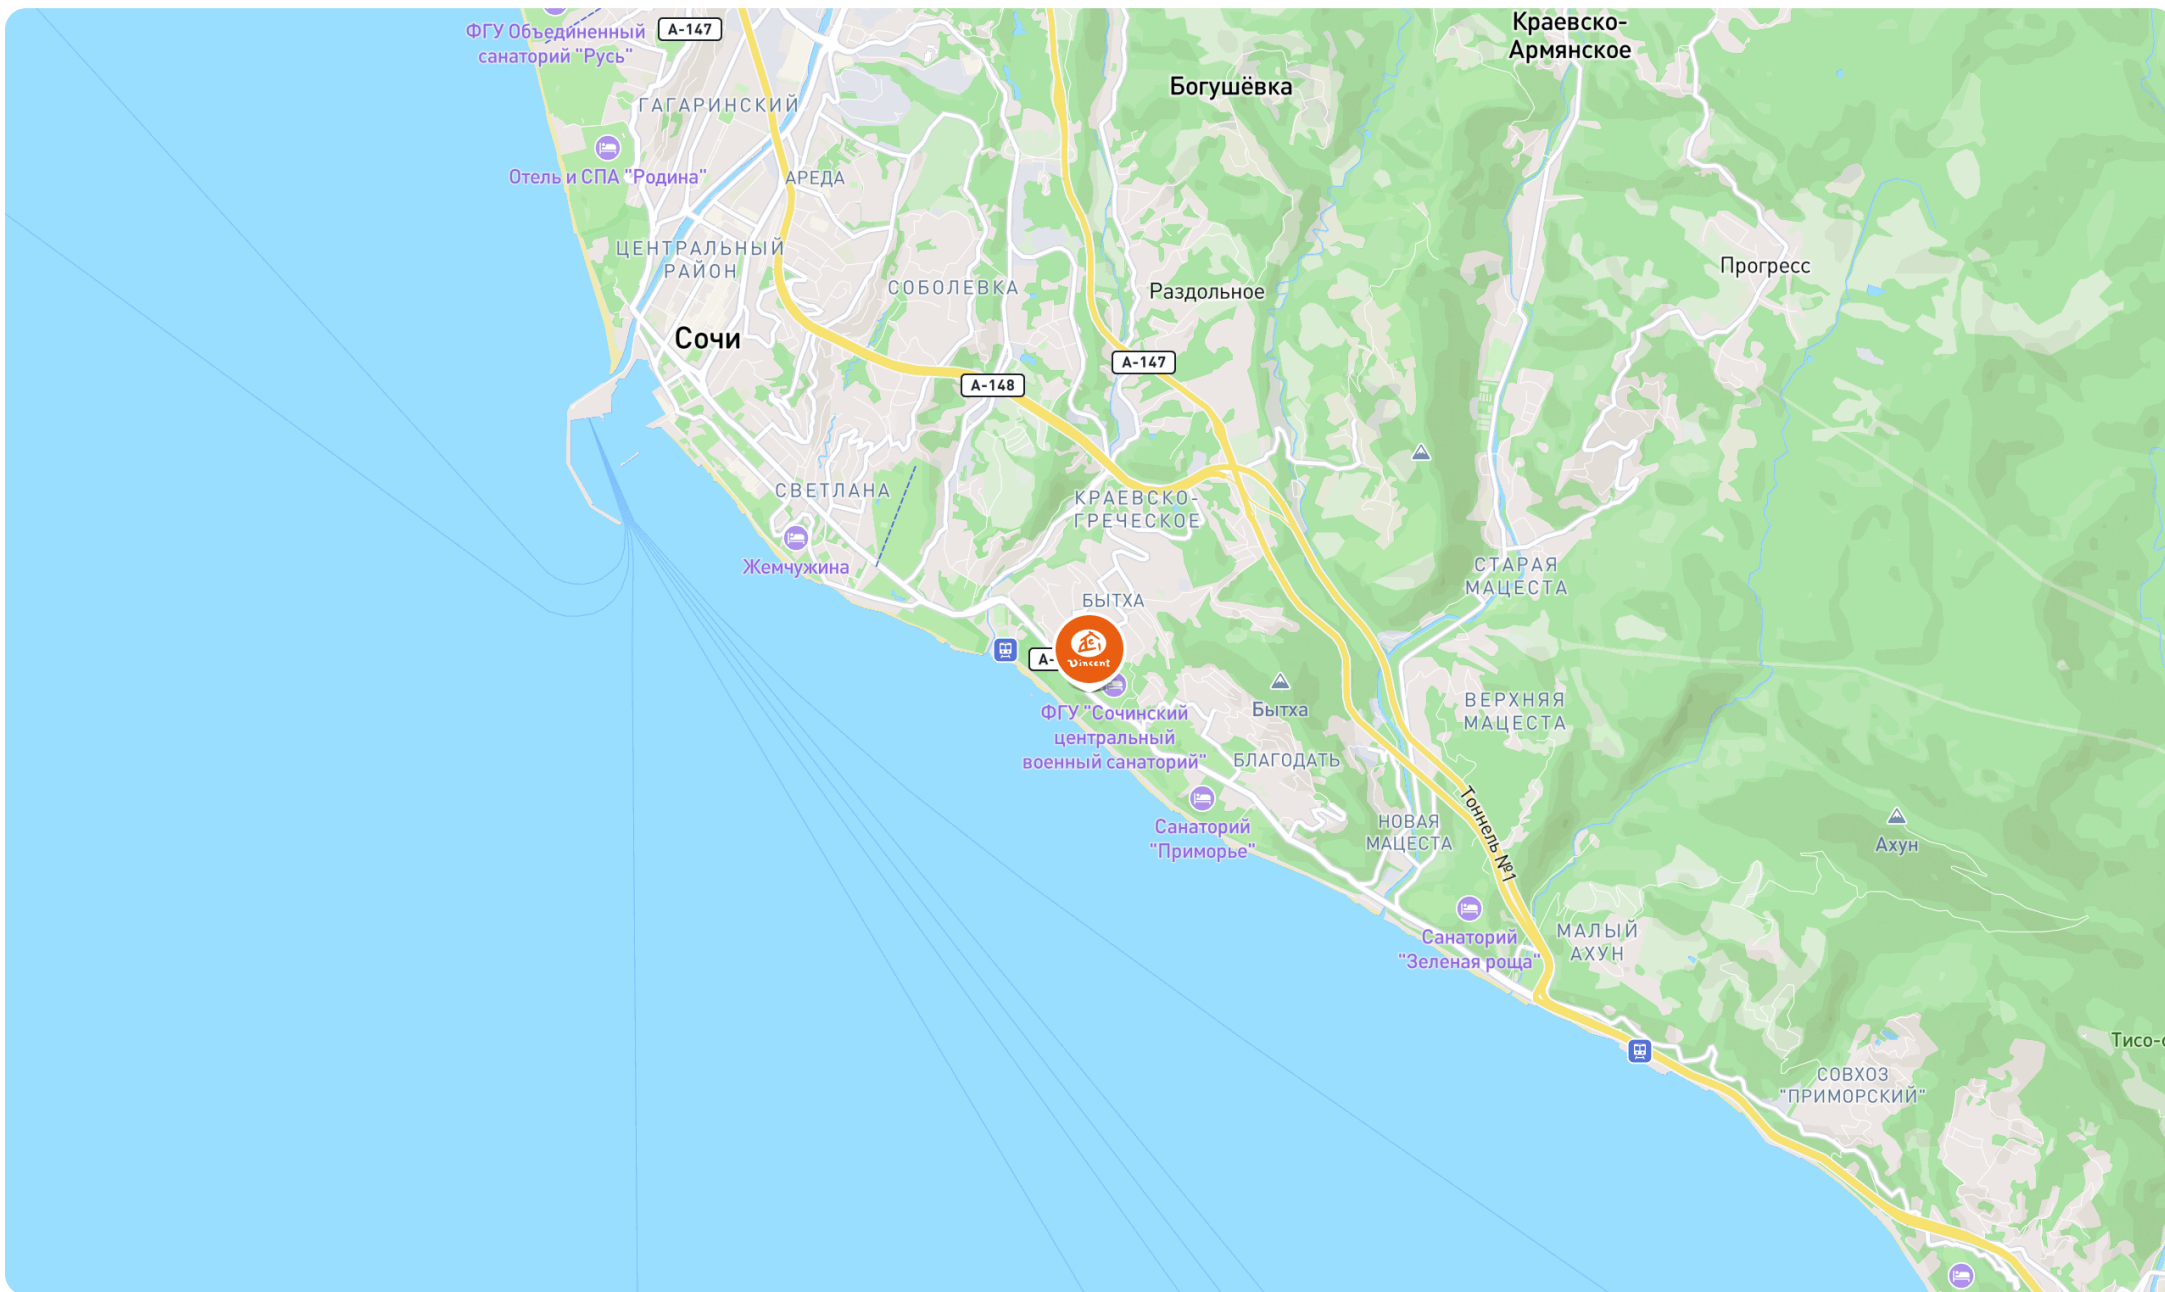 ФГУ Объединенный
санаторий "Русь"
А-147
Краевско-
Армянское
Богушёвка
ГАГАРИНСКИЙ
Отель и СПА "Родина"
АРЕДА
ЦЕНТРАЛЬНЫЙ
РАЙОН
СОБОЛЕВКА
Раздольное
Прогресс
Сочи
А-147
А-148
СВЕТЛАНА
КРАЕВСКО-
ГРЕЧЕСКОЕ
Жемчужина
СТАРАЯ
МАЦЕСТА
БЫТХА
А-
Vincent
ФГУ "Сочинский
центральный
военный санаторий"
Бытха
ВЕРХНЯЯ
МАЦЕСТА
БЛАГОДАТЬ
Тоннель №1
Санаторий
"Приморье"
НОВАЯ
МАЦЕСТА
Ахун
Санаторий
"Зеленая роща"
МАЛЫЙ
АХУН
Тисо-с
СОВХОЗ
"ПРИМОРСКИЙ"